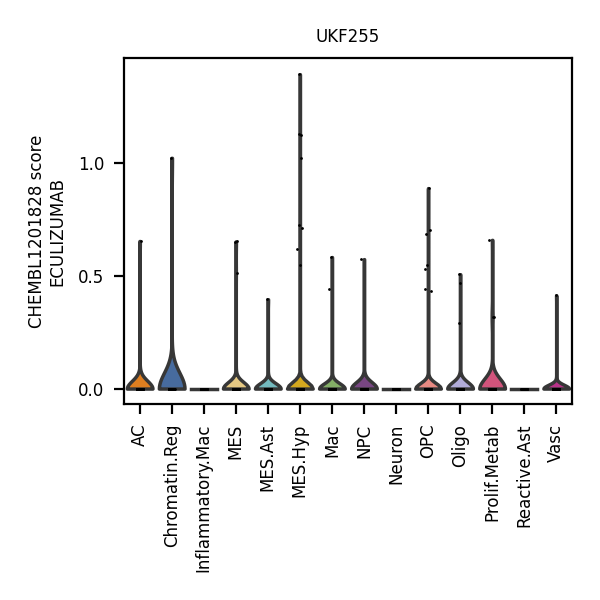 UKF255
CHEMBL1201828 score
ECULIZUMAB
1.0
0.5
0.0
AC
Chromatin.Reg
Inflammatory.Mac
MES
MES.Ast
MES.Hyp
Mac
NPC
Neuron
OPC
Oligo
Prolif.Metab
Reactive.Ast
Vasc